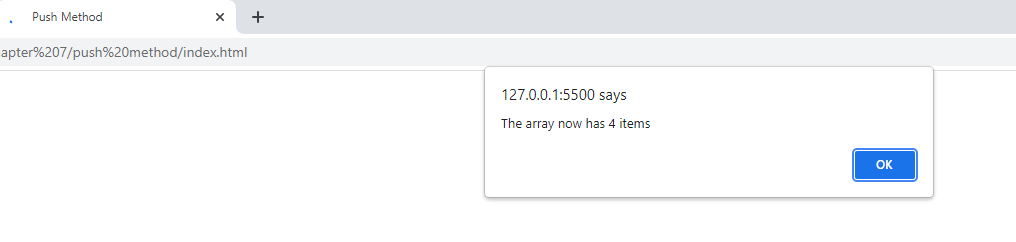 Push Method
apter%207/push%20method/index.html
127.0.0.1:5500 says
The array now has 4 items
OK